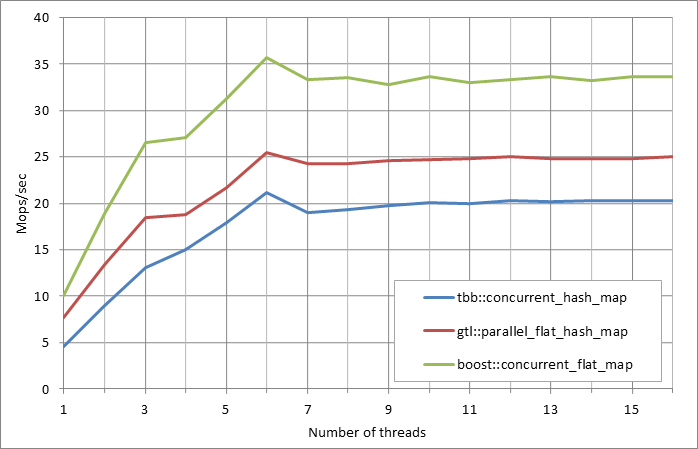 40
35
30
25
20
15
10
5
0
Mops/sec
tbb::concurrent_hash_map
gtl::parallel_flat_hash_map
boost::concurrent_flat_map
1 3 5 7 9 11 13 15
Number of threads